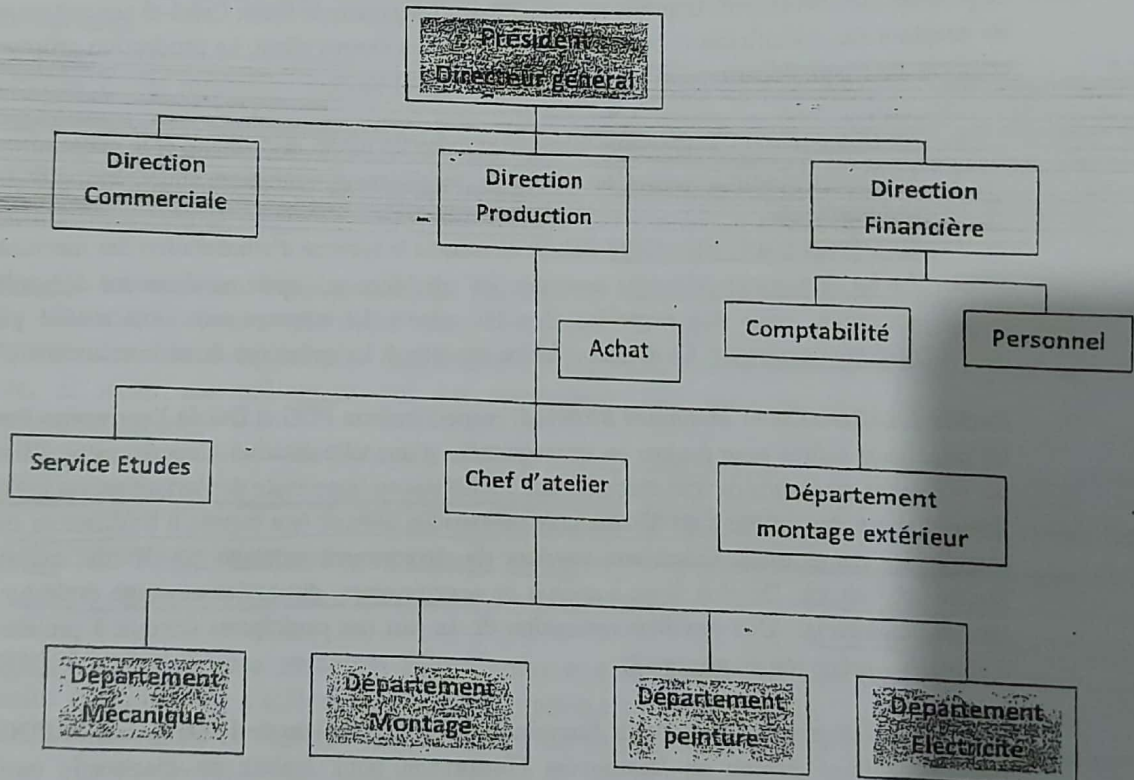 Président
Directeur général
Direction
Commerciale
Direction
Production
Direction
Financière
Achat
Comptabilité
Personnel
Service Etudes
Chef d'atelier
Département
montage extérieur
Département
Mécanique
Département
Montage
Département
peinture
Département
Electricité